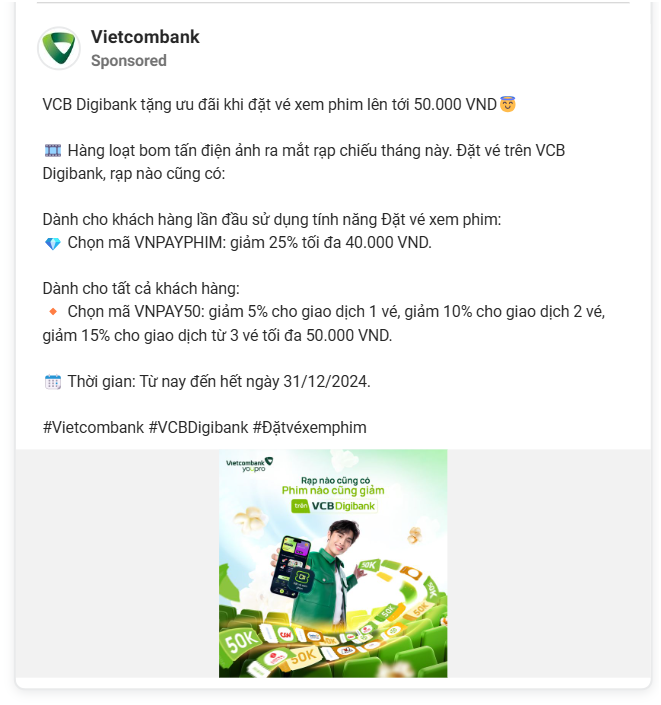 Vietcombank
Sponsored
VCB Digibank tặng ưu đãi khi đặt vé xem phim lên tới 50.000 VND😇
🎞️ Hàng loạt bom tấn điện ảnh ra mắt rạp chiếu tháng này. Đặt vé trên VCB
Digibank, rạp nào cũng có:
Dành cho khách hàng lần đầu sử dụng tính năng Đặt vé xem phim:
💎 Chọn mã VNPAYPHIM: giảm 25% tối đa 40.000 VND.
Dành cho tất cả khách hàng:
🔸 Chọn mã VNPAY50: giảm 5% cho giao dịch 1 vé, giảm 10% cho giao dịch 2 vé,
giảm 15% cho giao dịch từ 3 vé tối đa 50.000 VND.
🗓️ Thời gian: Từ nay đến hết ngày 31/12/2024.
#Vietcombank #VCBDigibank #Đặtvéxemphim
Vietcombank
Rạp nào cũng có
Phim nào cũng giảm
trên VCB Digibank
50K
50K
50K
50K
50K